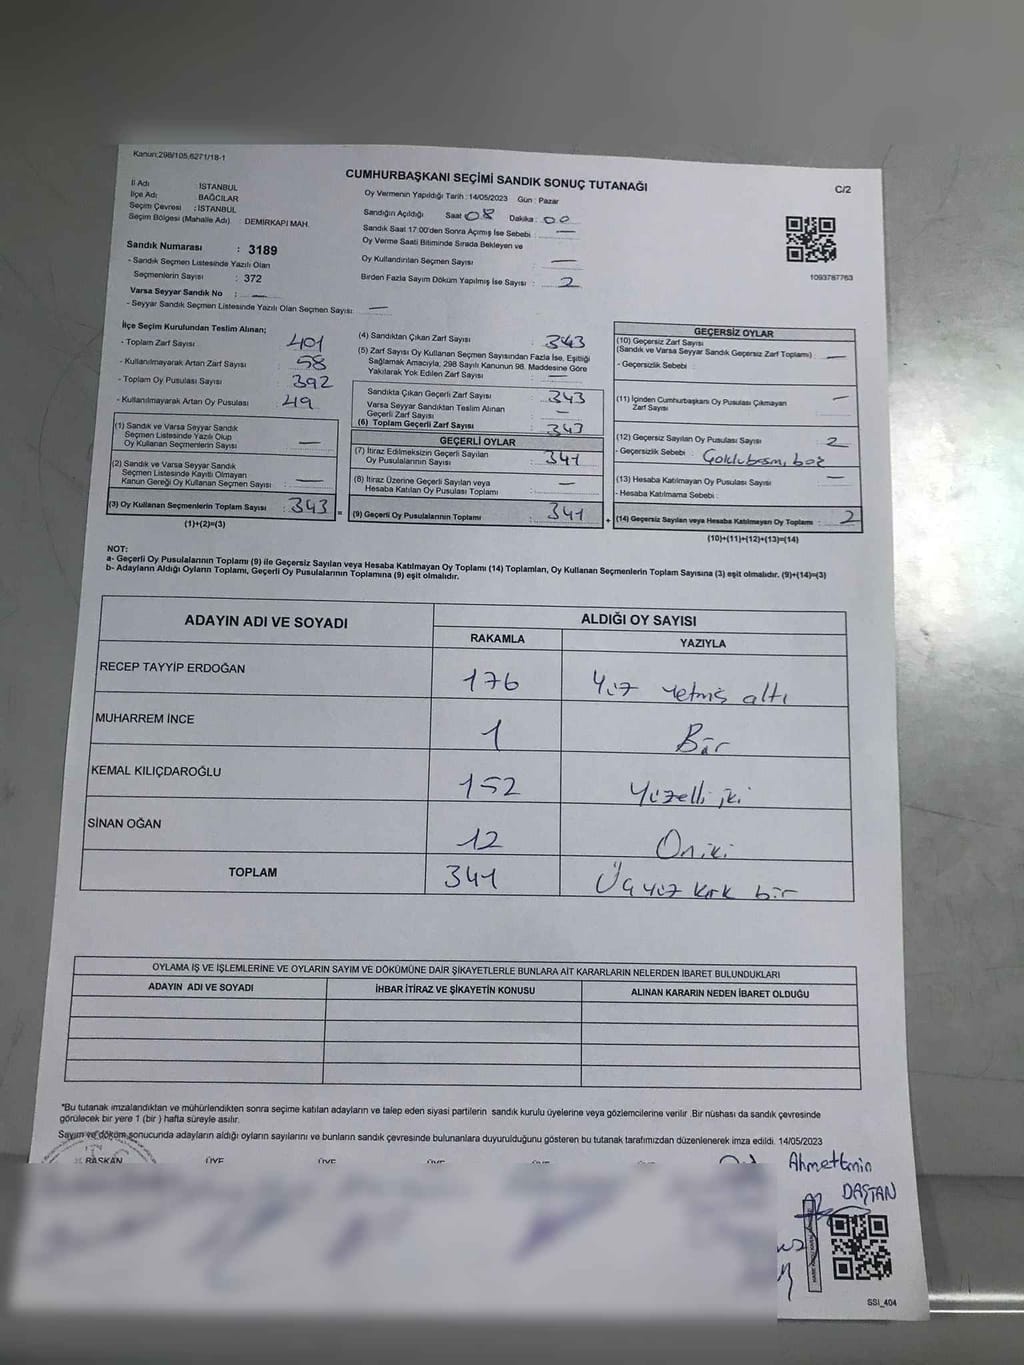 Kanun;298/105,6271/18-1
CUMHURBAŞKANI SEÇİMİ SANDIK SONUÇ TUTANAĞI
C/2
İl Adı : İSTANBUL
İlçe Adı : BAĞCILAR
Seçim Çevresi : İSTANBUL
Seçim Bölgesi (Mahalle Adı) : DEMİRKAPI MAH.
Sandık Numarası : 3189
- Sandık Seçmen Listesinde Yazılı Olan
Seçmenlerin Sayısı : 372
Varsa Seyyar Sandık No : —
- Seyyar Sandık Seçmen Listesinde Yazılı Olan Seçmen Sayısı: —
Oy Vermenin Yapıldığı Tarih : 14/05/2023 Gün : Pazar
Sandığın Açıldığı Saat : 08 Dakika : 00
Sandık Saat 17:00'den Sonra Açımış İse Sebebi : —
Oy Verme Saati Bitiminde Sırada Bekleyen ve
Oy Kullandırılan Seçmen Sayısı : —
Birden Fazla Sayım Döküm Yapılmış İse Sayısı : 2
1093787763
İlçe Seçim Kurulundan Teslim Alınan;
- Toplam Zarf Sayısı : 401
- Kullanılmayarak Artan Zarf Sayısı : 58
- Toplam Oy Pusulası Sayısı : 392
- Kullanılmayarak Artan Oy Pusulası : 49
(1) Sandık ve Varsa Seyyar Sandık
Seçmen Listesinde Yazılı Olup
Oy Kullanan Seçmenlerin Sayısı : —
(2) Sandık ve Varsa Seyyar Sandık
Seçmen Listesinde Kayıtlı Olmayan
Kanun Gereği Oy Kullanan Seçmen Sayısı : —
(3) Oy Kullanan Seçmenlerin Toplam Sayısı : 343
(1)+(2)=(3)
(4) Sandıktan Çıkan Zarf Sayısı : 343
(5) Zarf Sayısı Oy Kullanan Seçmen Sayısından Fazla İse, Eşitliği
Sağlamak Amacıyla, 298 Sayılı Kanunun 98. Maddesine Göre
Yakılarak Yok Edilen Zarf Sayısı : —
Sandıkta Çıkan Geçerli Zarf Sayısı : 343
Varsa Seyyar Sandıktan Teslim Alınan
Geçerli Zarf Sayısı : —
(6) Toplam Geçerli Zarf Sayısı : 343
GEÇERLİ OYLAR
(7) İtiraz Edilmeksizin Geçerli Sayılan
Oy Pusulalarının Sayısı : 341
(8) İtiraz Üzerine Geçerli Sayılan veya
Hesaba Katılan Oy Pusulası Toplamı : —
(9) Geçerli Oy Pusulalarının Toplamı : 341
GEÇERSİZ OYLAR
(10) Geçersiz Zarf Sayısı
(Sandık ve Varsa Seyyar Sandık Geçersiz Zarf Toplamı) : —
- Geçersizlik Sebebi :
(11) İçinden Cumhurbaşkanı Oy Pusulası Çıkmayan
Zarf Sayısı : —
(12) Geçersiz Sayılan Oy Pusulası Sayısı : 2
- Geçersizlik Sebebi :
(13) Hesaba Katılmayan Oy Pusulası Sayısı : —
- Hesaba Katılmama Sebebi :
(14) Geçersiz Sayılan veya Hesaba Katılmayan Oy Toplamı : 2
(10)+(11)+(12)+(13)=(14)
NOT:
a- Geçerli Oy Pusulalarının Toplamı (9) ile Geçersiz Sayılan veya Hesaba Katılmayan Oy Toplamı (14) Toplamları, Oy Kullanan Seçmenlerin Toplam Sayısına (3) eşit olmalıdır. (9)+(14)=(3)
b- Adayların Aldığı Oyların Toplamı, Geçerli Oy Pusulalarının Toplamına (9) eşit olmalıdır.
ADAYIN ADI VE SOYADI ALDIĞI OY SAYISI
RAKAMLA YAZIYLA
RECEP TAYYİP ERDOĞAN 176 Yüz yetmiş altı
MUHARREM İNCE 1 Bir
KEMAL KILIÇDAROĞLU 152 Yüzelli iki
SİNAN OĞAN 12 Oniki
TOPLAM 341 Üçyüz kırk bir
OYLAMA İŞ VE İŞLEMLERİNE VE OYLARIN SAYIM VE DÖKÜMÜNE DAİR ŞİKAYETLERLE BUNLARA AİT KARARLARIN NELERDEN İBARET BULUNDUKLARI
ADAYIN ADI VE SOYADI İHBAR İTİRAZ VE ŞİKAYETİN KONUSU ALINAN KARARIN NEDEN İBARET OLDUĞU
*Bu tutanak imzalandıktan ve mühürlendikten sonra seçime katılan adayların ve talep eden siyasi partilerin sandık kurulu üyelerine veya gözlemcilerine verilir .Bir nüshası da sandık çevresinde
görülecek bir yere 1 (bir ) hafta süreyle asılır.
Sayım ve döküm sonucunda adayların aldığı oyların sayılarını ve bunların sandık çevresinde bulunanlara duyurulduğunu gösteren bu tutanak tarafımızdan düzenlenerek imza edildi. 14/05/2023
BAŞKAN ÜYE ÜYE ÜYE ÜYE
Ahmettenin
DAŞTAN
SSİ_404